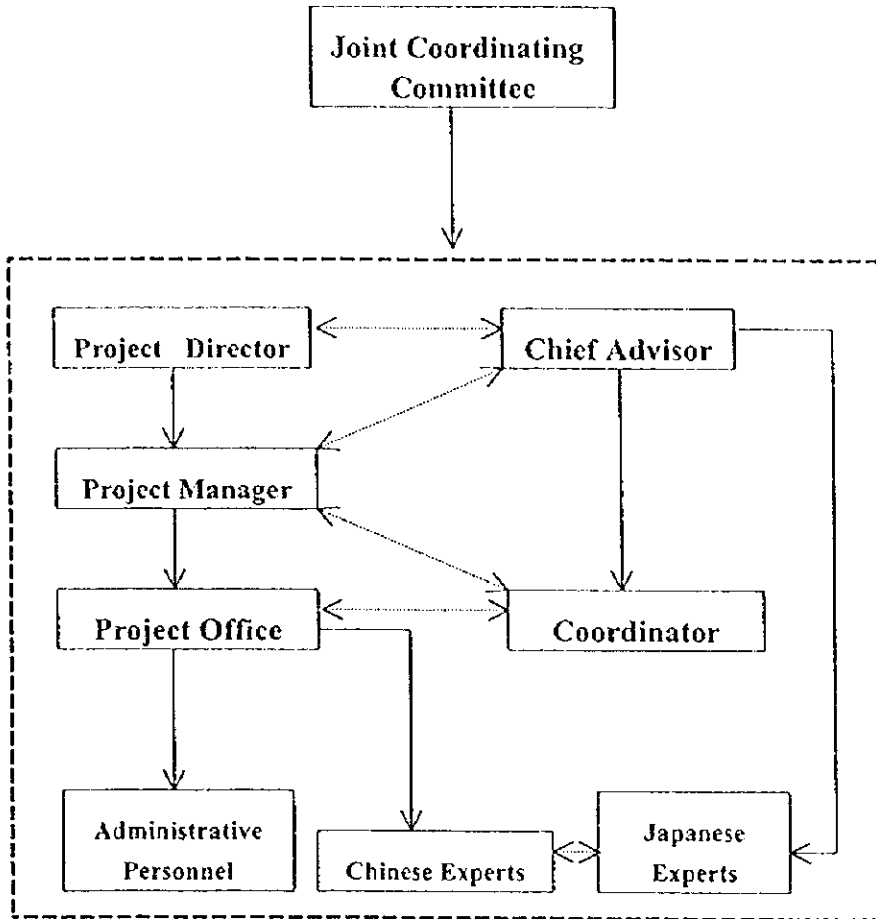 Joint Coordinating
Committee
Project Director
Chief Advisor
Project Manager
Project Office
Coordinator
Administrative
Personnel
Chinese Experts
Japanese
Experts